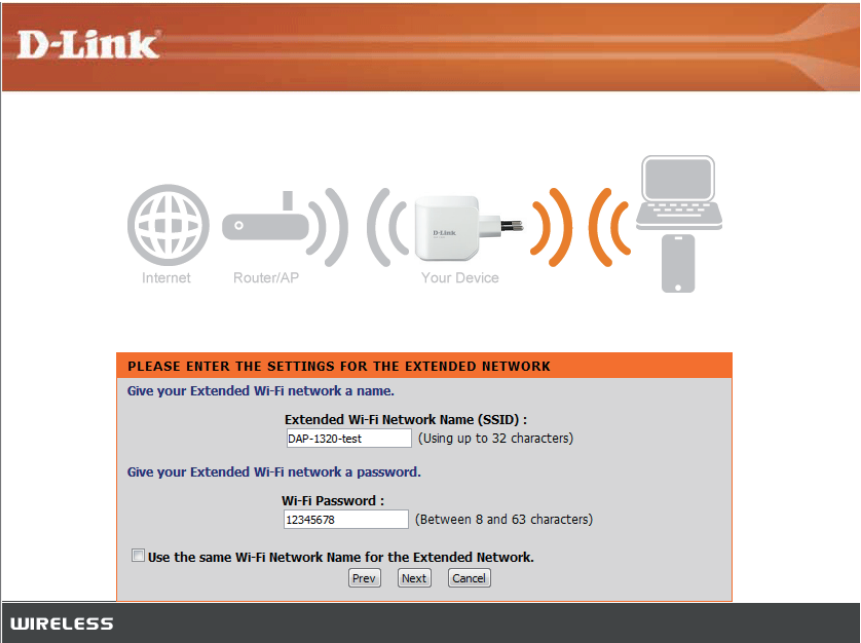 D-Link
D-Link
Internet Router/AP Your Device
PLEASE ENTER THE SETTINGS FOR THE EXTENDED NETWORK
Give your Extended Wi-Fi network a name.
Extended Wi-Fi Network Name (SSID) :
DAP-1320-test (Using up to 32 characters)
Give your Extended Wi-Fi network a password.
Wi-Fi Password :
12345678 (Between 8 and 63 characters)
Use the same Wi-Fi Network Name for the Extended Network.
Prev Next Cancel
WIRELESS